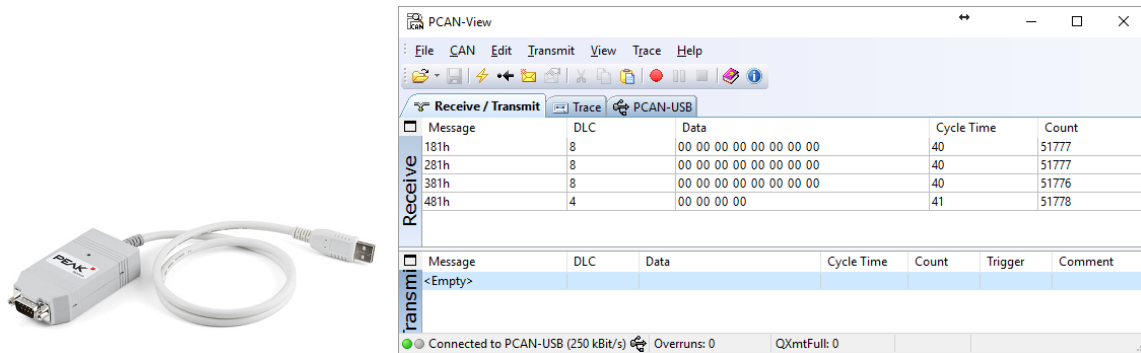 PEAK
PCAN-View
File CAN Edit Transmit View Trace Help
Receive / Transmit Trace PCAN-USB
Message DLC Data Cycle Time Count
181h 8 00 00 00 00 00 00 00 00 40 51777
281h 8 00 00 00 00 00 00 00 00 40 51777
381h 8 00 00 00 00 00 00 00 00 40 51776
481h 4 00 00 00 00 41 51778
Receive
Message DLC Data Cycle Time Count Trigger Comment
<Empty>
ransmi
Connected to PCAN-USB (250 kBit/s) Overruns: 0 QXmtFull: 0